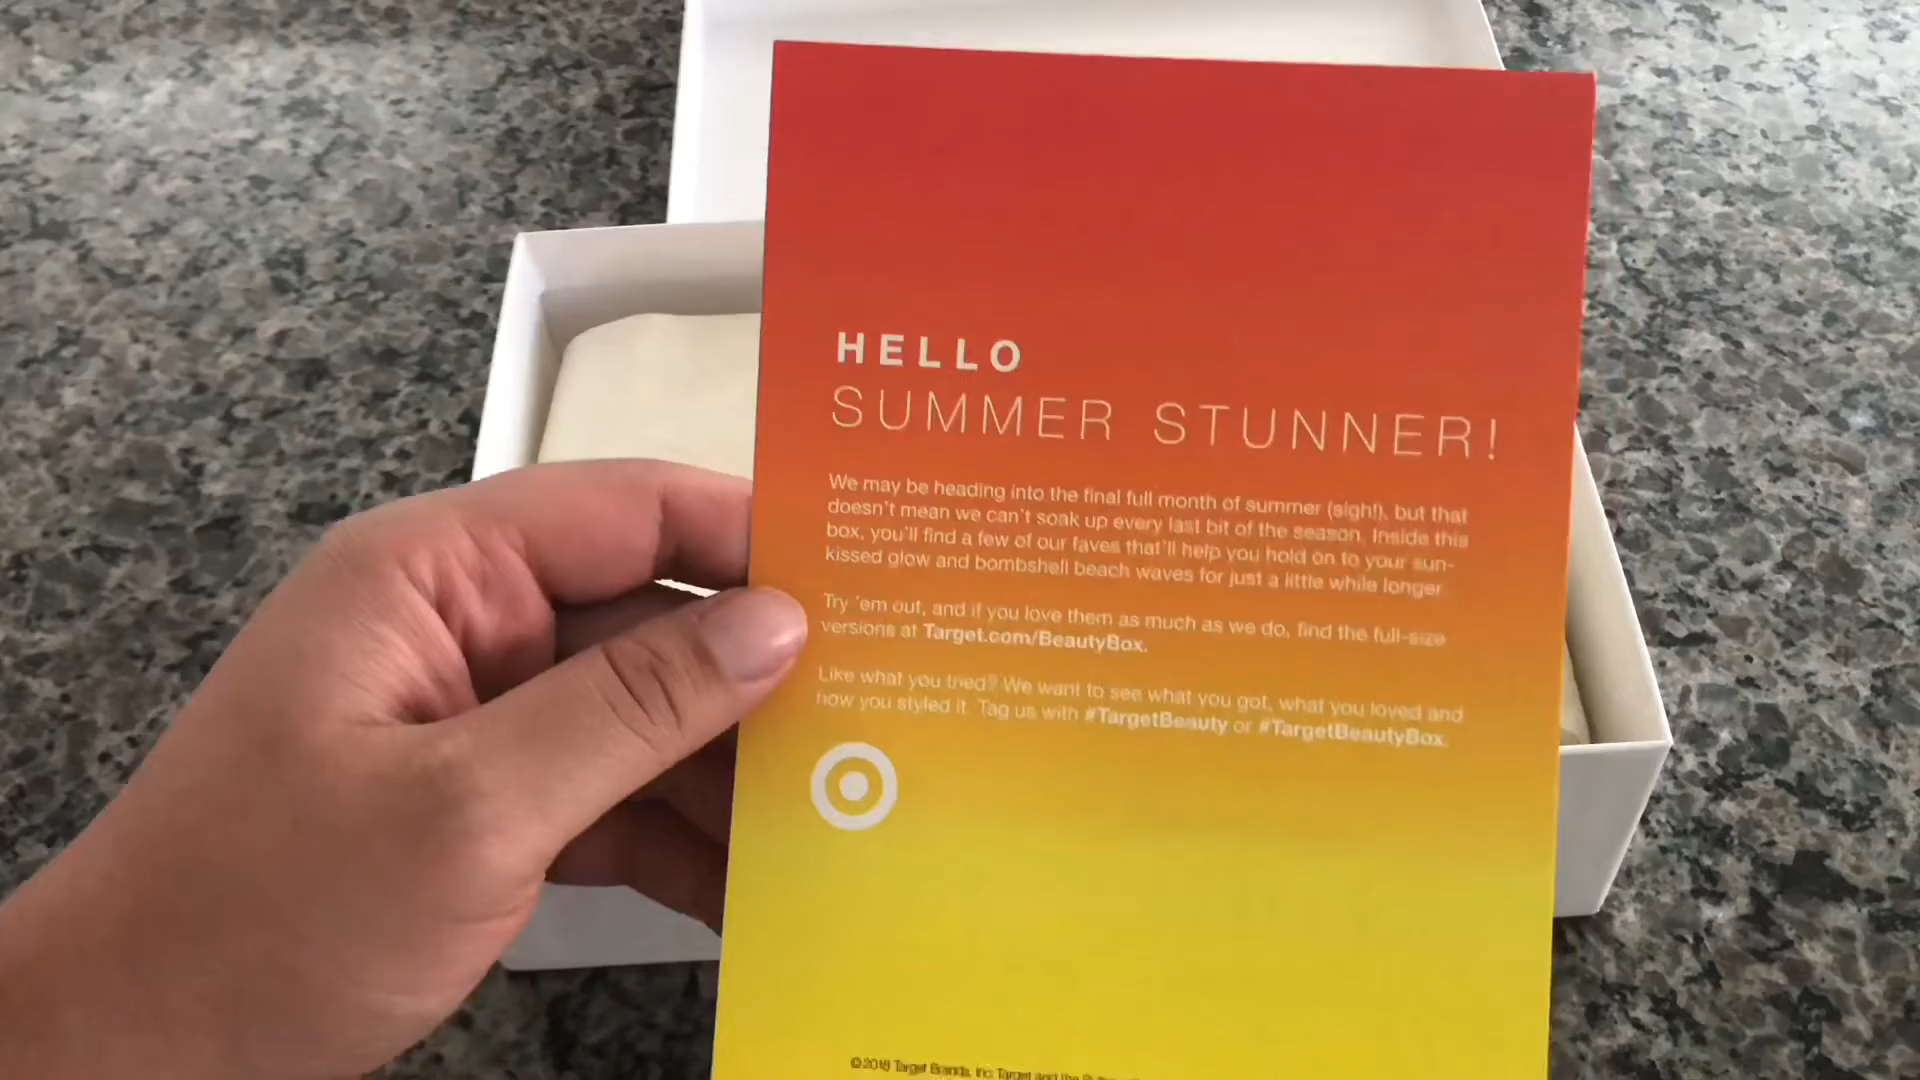 HELLO
SUMMER STUNNER!
We may be heading into the final full month of summer (sigh!), but that
doesn't mean we can't soak up every last bit of the season. Inside this
box, you'll find a few of our faves that'll help you hold on to your sun-
kissed glow and bombshell beach waves for just a little while longer.
Try 'em out, and if you love them as much as we do, find the full-size
versions at Target.com/BeautyBox.
Like what you tried? We want to see what you got, what you loved and
how you styled it. Tag us with #TargetBeauty or #TargetBeautyBox.
©2018 Target Brands, Inc. Target and the